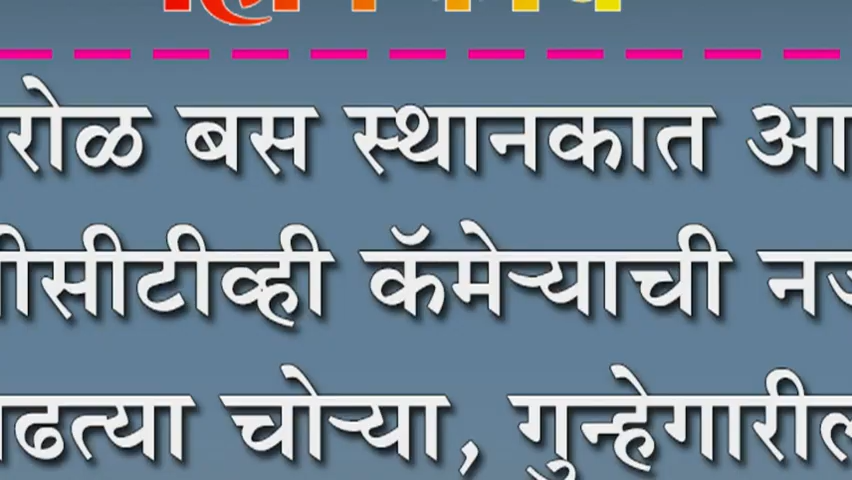 रोळ बस स्थानकात आ
सीटीव्ही कॅमेऱ्याची
ढत्या चोऱ्या, गुन्हेगारील